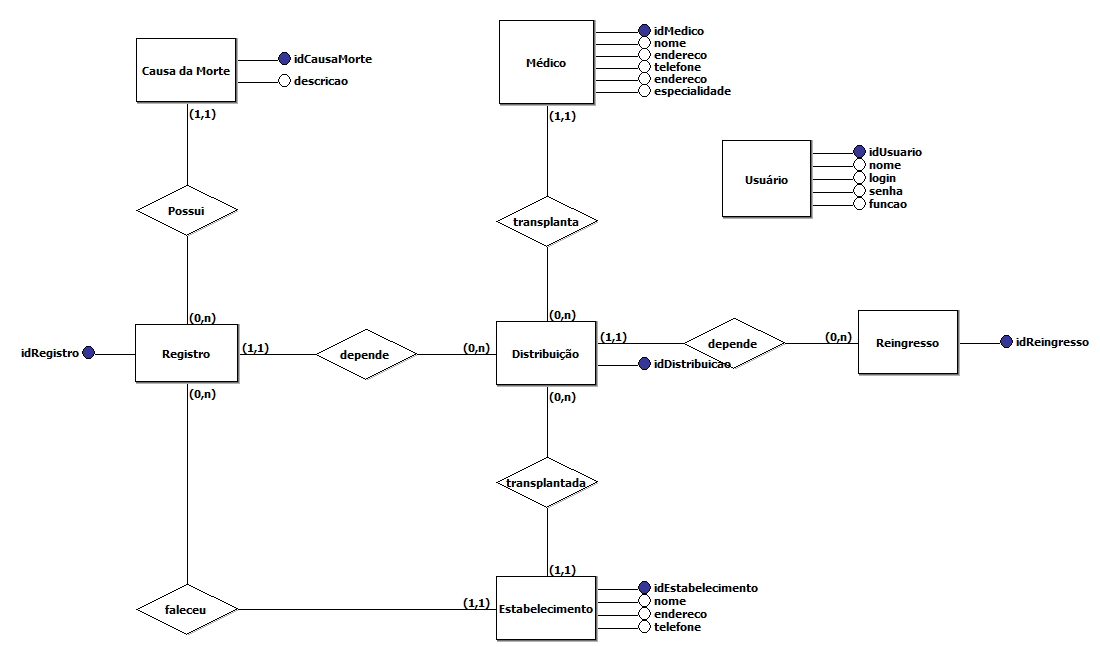 Causa da Morte
idCausaMorte
descricao
(1,1)
Médico
idMedico
nome
endereco
telefone
endereco
especialidade
(1,1)
Usuário
idUsuario
nome
login
senha
funcao
Possui
transplanta
(0,n)
(0,n)
idRegistro
Registro
(1,1)
depende
(0,n)
Distribuição
(1,1)
idDistribuicao
depende
(0,n)
Reingresso
idReingresso
(0,n)
(0,n)
transplantada
(1,1)
faleceu
(1,1)
Estabelecimento
idEstabelecimento
nome
endereco
telefone